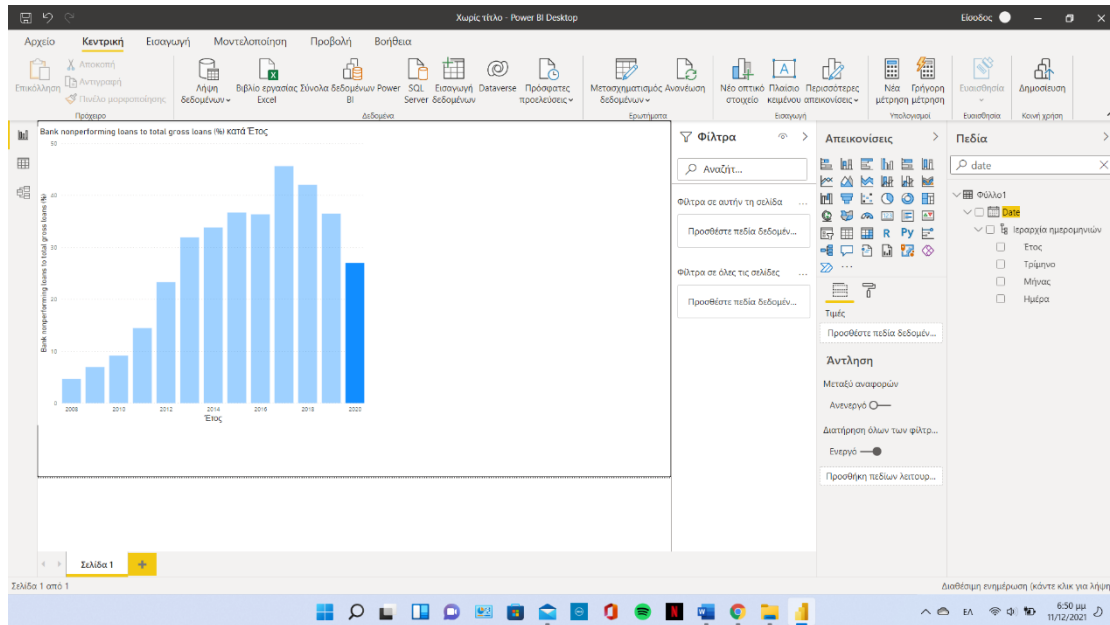 Χωρίς τίτλο - Power BI Desktop
Είσοδος
Αρχείο Κεντρική Εισαγωγή Μοντελοποίηση Προβολή Βοήθεια
Επικόλληση
Αποκοπή
Αντιγραφή
Πινέλο μορφοποίησης
Πρόχειρο
Λήψη
δεδομένων
Βιβλίο εργασίας
Excel
Σύνολα δεδομένων Power
BI
SQL
Server
Εισαγωγή
δεδομένων
Dataverse
Πρόσφατες
προελεύσεις
Δεδομένα
Μετασχηματισμός
δεδομένων
Ανανέωση
Ερωτήματα
Νέο οπτικό
στοιχείο
Πλαίσιο
κειμένου
Περισσότερες
απεικονίσεις
Εισαγωγή
Νέα
μέτρηση
Γρήγορη
μέτρηση
Υπολογισμοί
Ευαισθησία
Ευαισθησία
Δημοσίευση
Κοινή χρήση
Bank nonperforming loans to total gross loans (%) κατά Έτος
Bank nonperforming loans to total gross loans (%)
50
40
30
20
10
0
2008 2010 2012 2014 2016 2018 2020
Έτος
Φίλτρα
Αναζήτ...
Φίλτρα σε αυτήν τη σελίδα ...
Προσθέστε πεδία δεδομέν...
Φίλτρα σε όλες τις σελίδες ...
Προσθέστε πεδία δεδομέν...
Απεικονίσεις
R Py
...
Τιμές
Προσθέστε πεδία δεδομέν...
Άντληση
Μεταξύ αναφορών
Ανενεργό
Διατήρηση όλων των φίλτρ...
Ενεργό
Προσθήκη πεδίων λειτουρ...
Πεδία
date
Φύλλο1
Date
Ιεραρχία ημερομηνιών
Έτος
Τρίμηνο
Μήνας
Ημέρα
Σελίδα 1
Σελίδα 1 από 1
Διαθέσιμη ενημέρωση (κάντε κλικ για λήψη
ΕΛ
6:50 μμ
11/12/2021